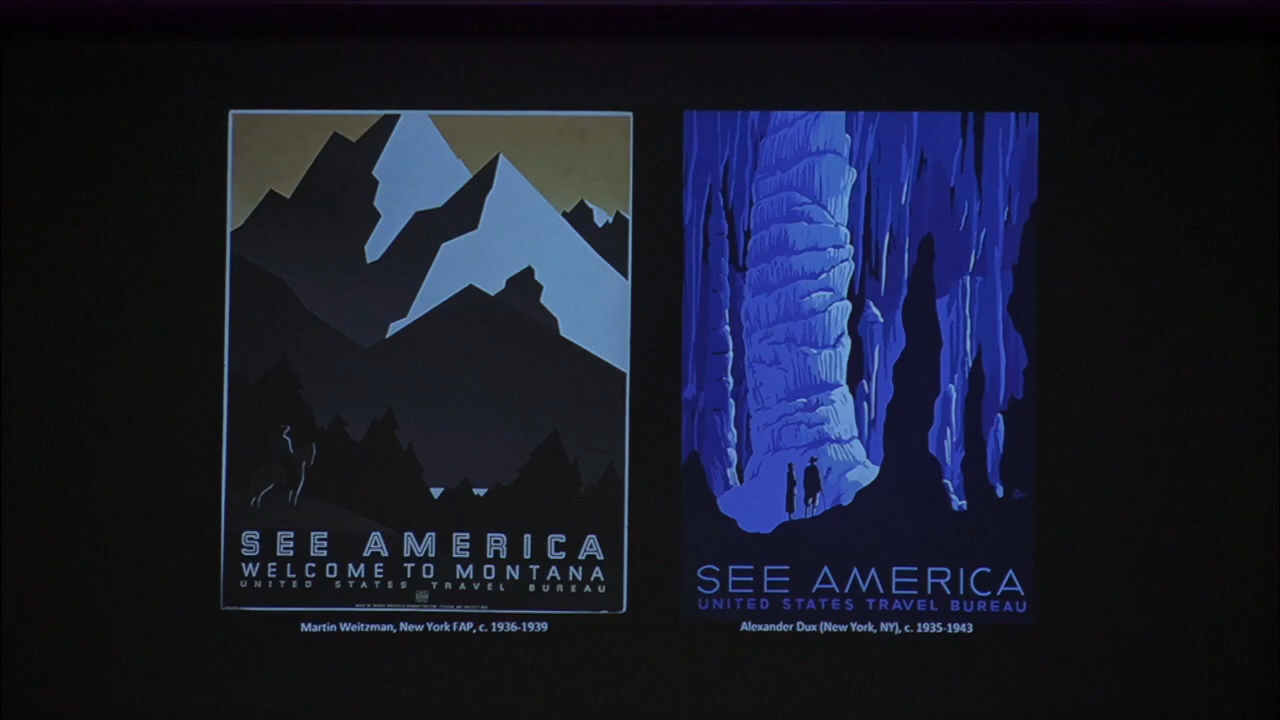 SEE AMERICA
WELCOME TO MONTANA
UNITED STATES TRAVEL BUREAU
Martin Weitzman, New York FAP, c. 1936-1939
SEE AMERICA
UNITED STATES TRAVEL BUREAU
Alexander Dux (New York, NY), c. 1935-1943